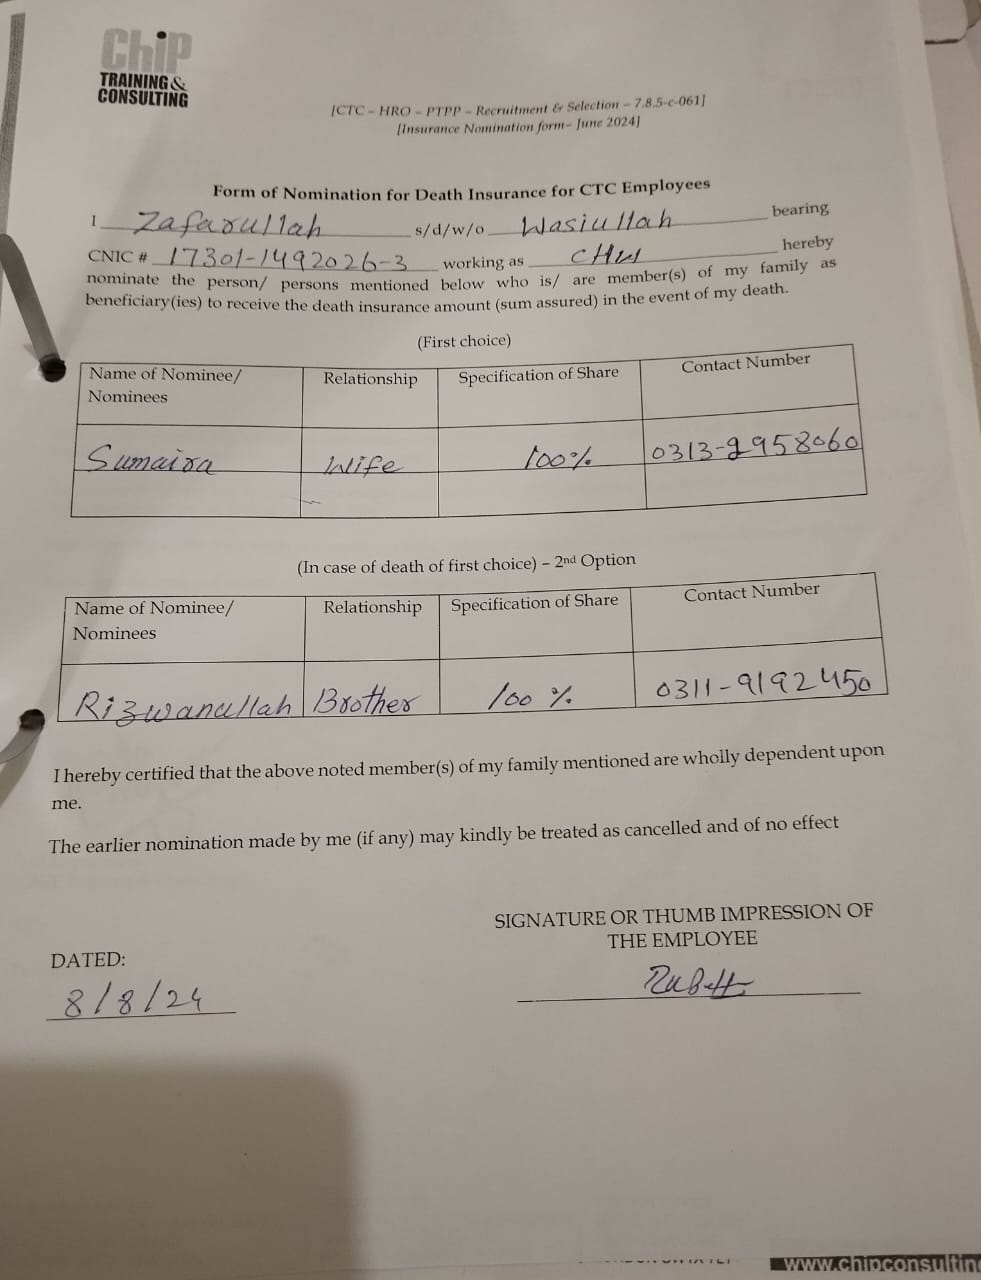 Chip
TRAINING &
CONSULTING
[CTC – HRO – PTPP – Recruitment & Selection – 7.8.5-c-061]
[Insurance Nomination form– June 2024]
Form of Nomination for Death Insurance for CTC Employees
I Zafarullah s/d/w/o Wasiullah bearing
CNIC # 17301-1492026-3 working as CHW hereby
nominate the person/ persons mentioned below who is/ are member(s) of my family as
beneficiary(ies) to receive the death insurance amount (sum assured) in the event of my death.
(First choice)
Name of Nominee/ Relationship Specification of Share Contact Number
Nominees
Sumaira Wife 100% 0313-2958060
(In case of death of first choice) – 2nd Option
Name of Nominee/ Relationship Specification of Share Contact Number
Nominees
Rizwanullah Brother 100 % 0311-9192450
I hereby certified that the above noted member(s) of my family mentioned are wholly dependent upon
me.
The earlier nomination made by me (if any) may kindly be treated as cancelled and of no effect
SIGNATURE OR THUMB IMPRESSION OF
THE EMPLOYEE
DATED:
8/8/24
www.chipconsultin